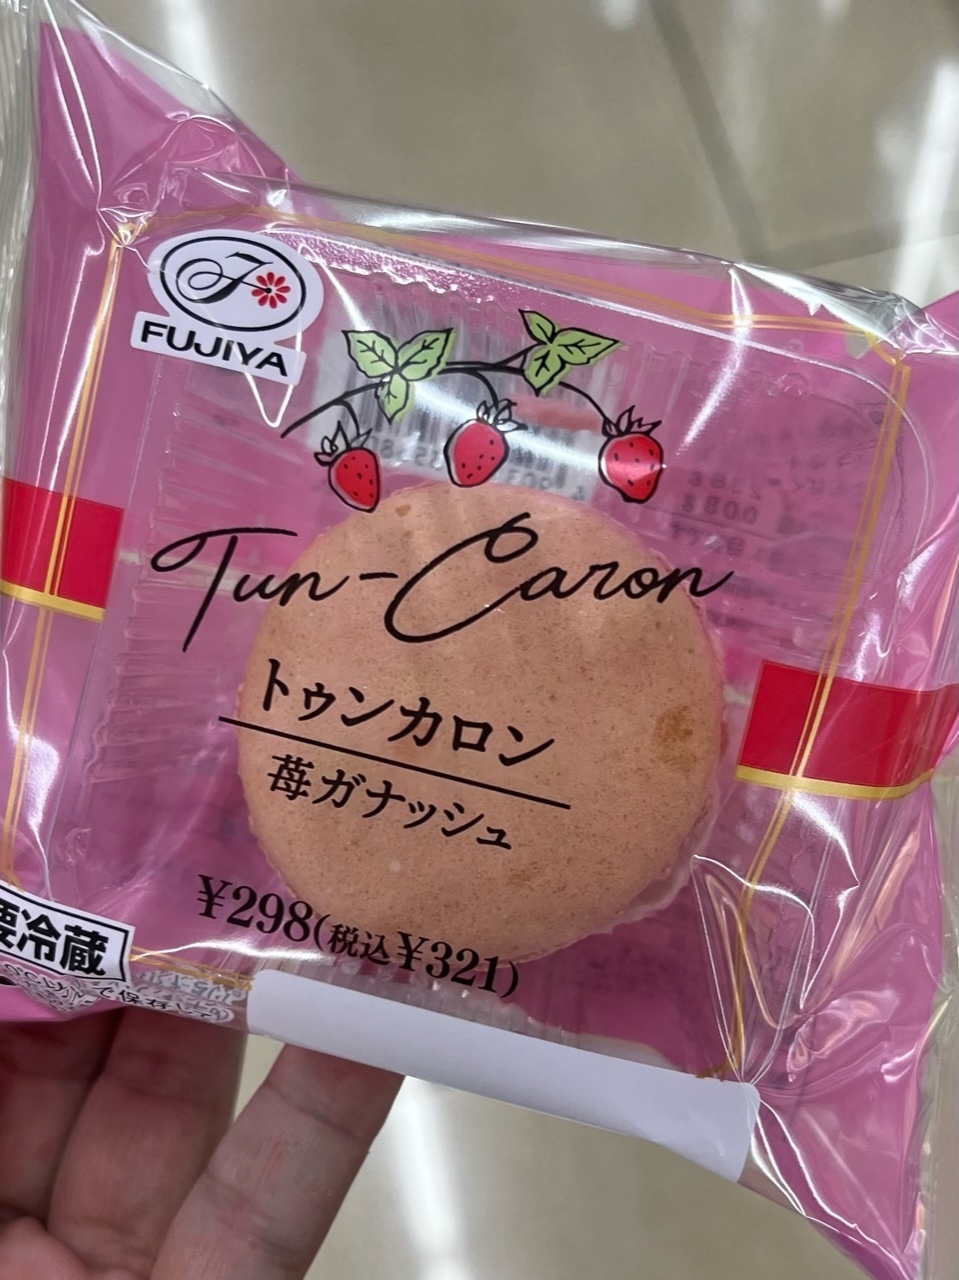 FUJIYA
Tun-Caron
トゥンカロン
苺ガナッシュ
¥298(税込¥321)
要冷蔵